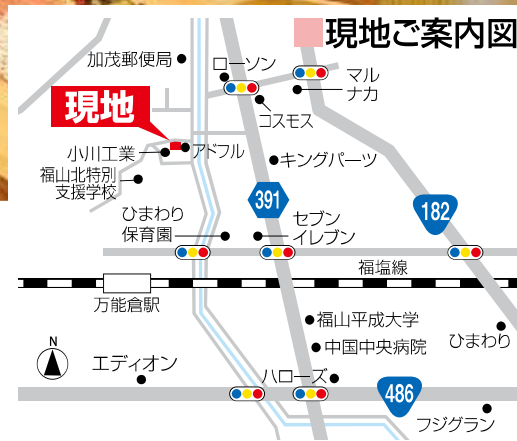 現地ご案内図
加茂郵便局
ローソン
マル
ナカ
コスモス
現地
小川工業
アドフル
キングパーツ
福山北特別
支援学校
391
182
ひまわり
保育園
セブン
イレブン
福塩線
万能倉駅
福山平成大学
中国中央病院
ひまわり
N
エディオン
ハローズ
486
フジグラン